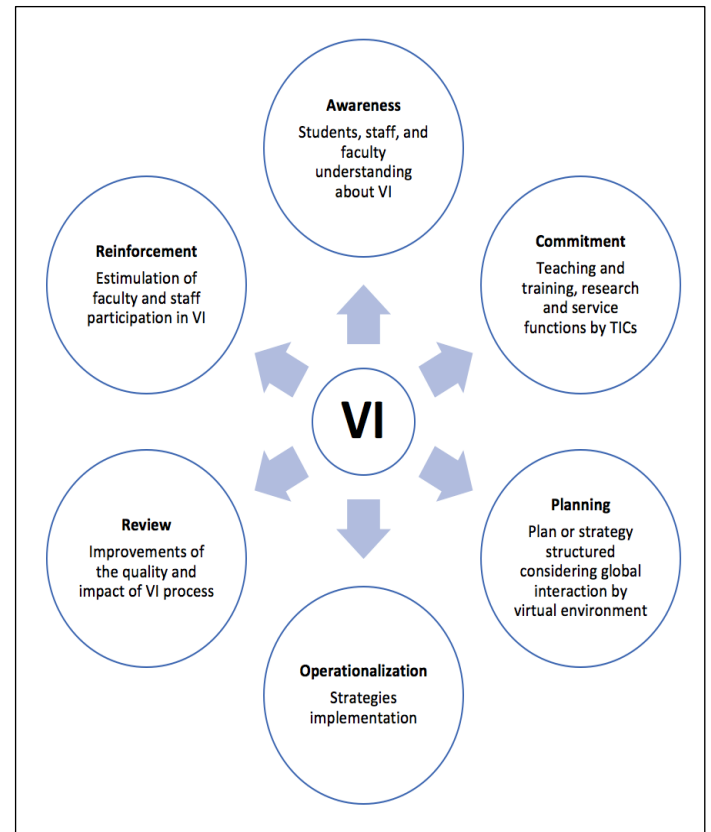 Awareness
Students, staff, and
faculty
understanding
about VI
Commitment
Teaching and
training, research
and service
functions by TICs
Planning
Plan or strategy
structured
considering global
interaction by
virtual environment
Operationalization
Strategies
implementation
Review
Improvements of
the quality and
impact of VI process
Reinforcement
Estimulation of
faculty and staff
participation in VI
VI